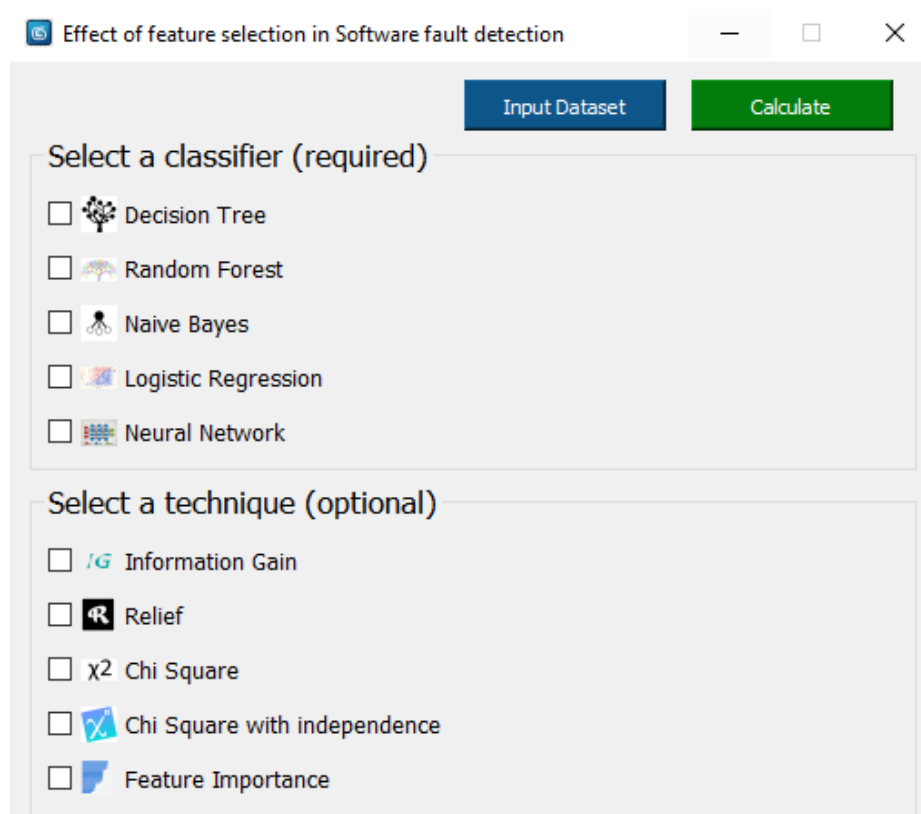 Effect of feature selection in Software fault detection
Input Dataset Calculate
Select a classifier (required)
Decision Tree
Random Forest
Naive Bayes
Logistic Regression
Neural Network
Select a technique (optional)
IG Information Gain
R Relief
χ2 Chi Square
χ² Chi Square with independence
Feature Importance